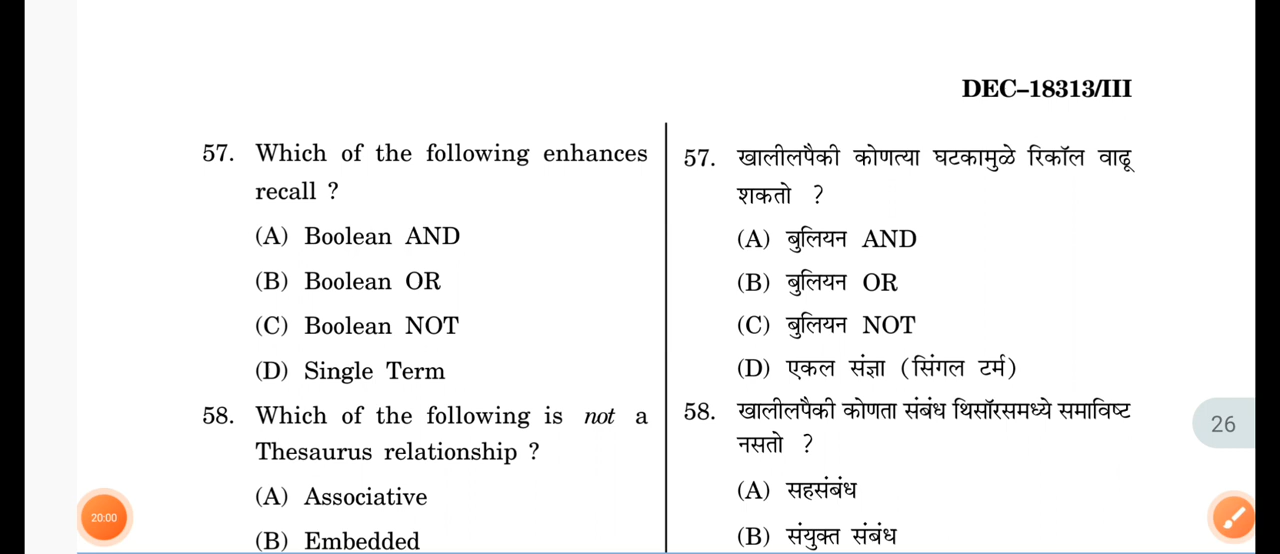 DEC–18313/III
57. Which of the following enhances
recall ?
(A) Boolean AND
(B) Boolean OR
(C) Boolean NOT
(D) Single Term
58. Which of the following is not a
Thesaurus relationship ?
(A) Associative
(B) Embedded
57. खालीलपैकी कोणत्या घटकामुळे रिकॉल वाढू
शकतो ?
(A) बुलियन AND
(B) बुलियन OR
(C) बुलियन NOT
(D) एकल संज्ञा (सिंगल टर्म)
58. खालीलपैकी कोणता संबंध थिसॉरसमध्ये समाविष्ट
नसतो ?
(A) सहसंबंध
(B) संयुक्त संबंध
26
20:00